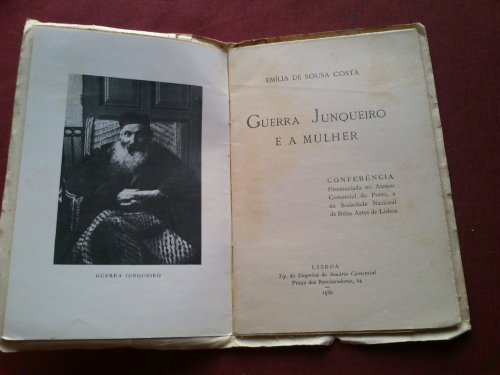 GUERRA JUNQUEIRO
EMÍLIA DE SOUSA COSTA
GUERRA JUNQUEIRO
E A MULHER
CONFERÊNCIA
Pronunciada no Ateneu
Comercial do Porto, e
na Sociedade Nacional
de Belas Artes de Lisboa
LISBOA
Tip. da Empresa do Anuário Comercial
Praça dos Restauradores, 24
1930